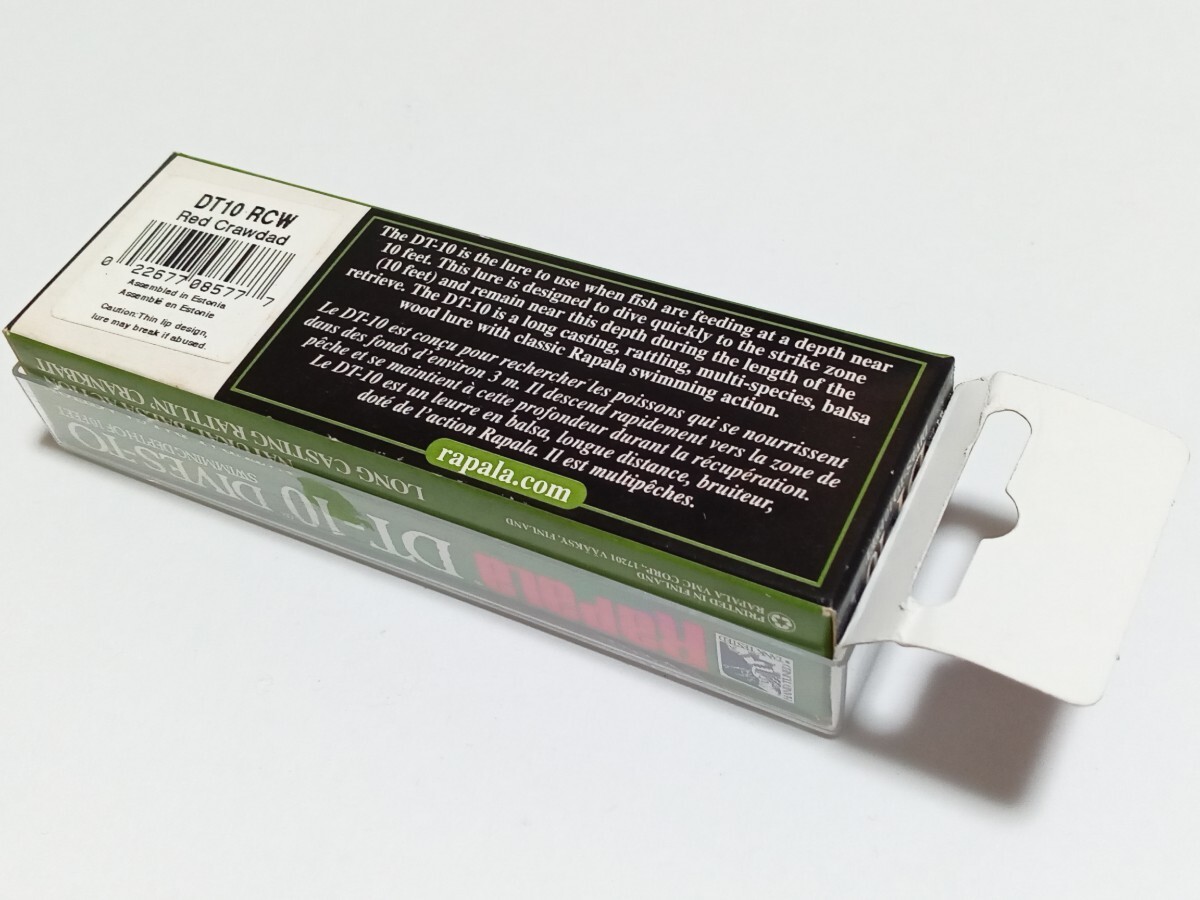 DT10 RCW
Red Crawdad
0 22677 08577 7
Assembled in Estonia
Assemblé en Estonie
Caution:Thin lip design,
lure may break if abused.
The DT-10 is the lure to use when fish are feeding at a depth near
10 feet. This lure is designed to dive quickly to the strike zone
(10 feet) and remain near this depth during the length of the
retrieve. The DT-10 is a long casting, rattling, multi-species, balsa
wood lure with classic Rapala swimming action.
Le DT-10 est conçu pour rechercher les poissons qui se nourrissent
dans des fonds d'environ 3 m. Il descend rapidement vers la zone de
pêche et se maintient à cette profondeur durant la récupération.
Le DT-10 est un leurre en balsa, longue distance, bruiteur,
doté de l'action Rapala. Il est multipêches.
rapala.com
PRINTED IN FINLAND
RAPALA VMC CORP., 17201 VÄÄKSY, FINLAND
LONG CASTING RATTLIN' CRANKBAIT
Rapala DT-10 DIVES-10
HAND TUNED
TANK TESTED